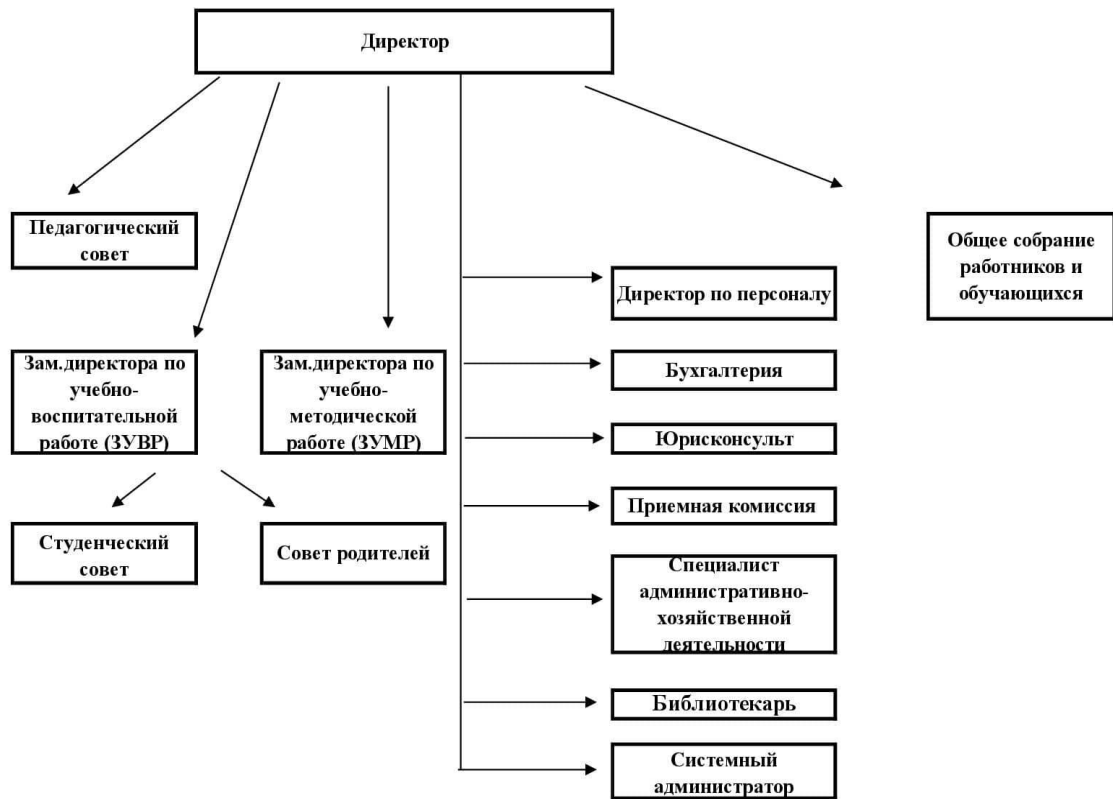 Директор
Педагогический
совет
Общее собрание
работников и
обучающихся
Директор по персоналу
Зам.директора по
учебно-
воспитательной
работе (ЗУВР)
Зам.директора по
учебно-
методической
работе (ЗУМР)
Бухгалтерия
Юрисконсульт
Приемная комиссия
Студенческий
совет
Совет родителей
Специалист
административно-
хозяйственной
деятельности
Библиотекарь
Системный
администратор